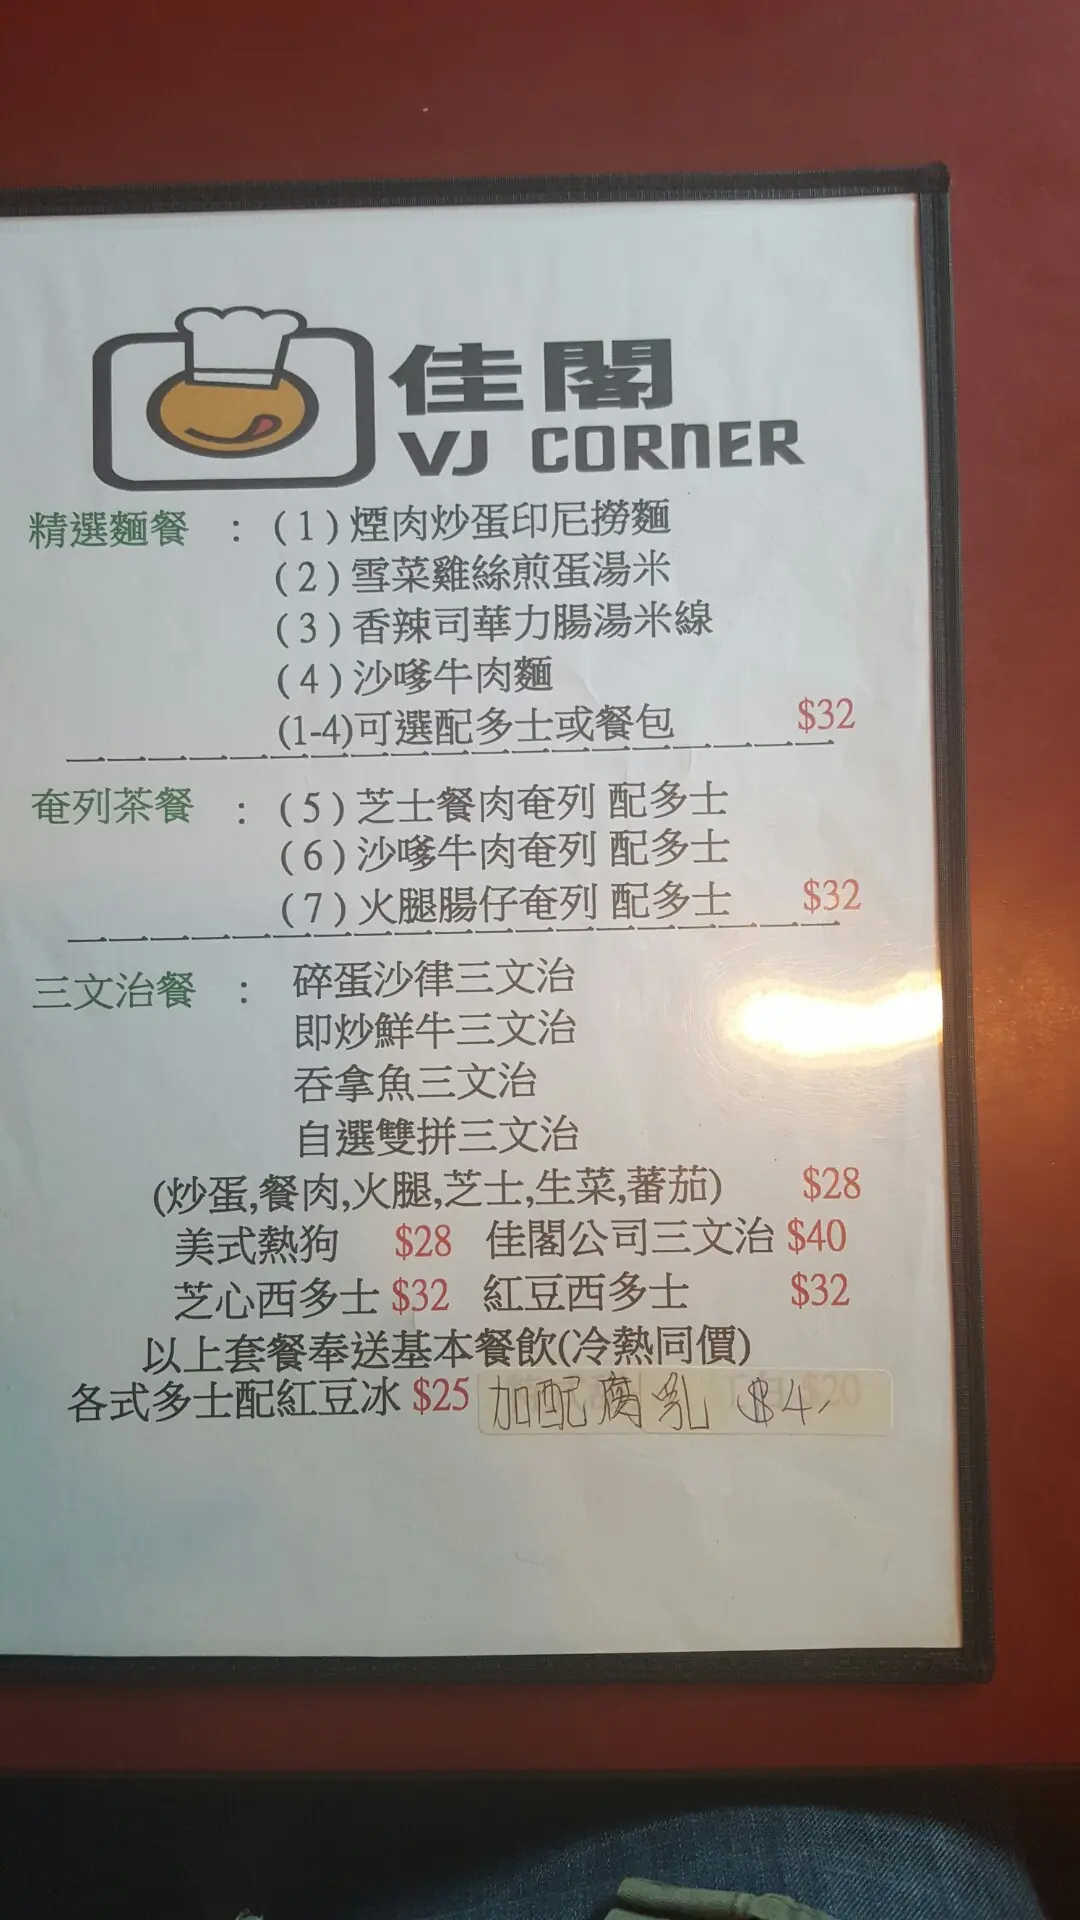 佳閣
VJ CORNER
精選麵餐 : (1)煙肉炒蛋印尼撈麵
(2)雪菜雞絲煎蛋湯米
(3)香辣司華力腸湯米線
(4)沙嗲牛肉麵
(1-4)可選配多士或餐包 $32
奄列茶餐 : (5)芝士餐肉奄列 配多士
(6)沙嗲牛肉奄列 配多士
(7)火腿腸仔奄列 配多士 $32
三文治餐 : 碎蛋沙律三文治
即炒鮮牛三文治
吞拿魚三文治
自選雙拼三文治
(炒蛋,餐肉,火腿,芝士,生菜,蕃茄) $28
美式熱狗 $28 佳閣公司三文治 $40
芝心西多士 $32 紅豆西多士 $32
以上套餐奉送基本餐飲(冷熱同價)
各式多士配紅豆冰 $25 加配腐乳 $4 $20